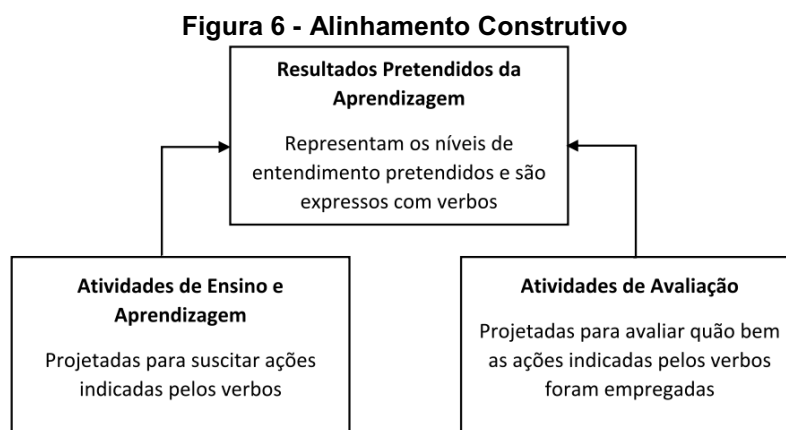 Figura 6 - Alinhamento Construtivo
Resultados Pretendidos da
Aprendizagem
Representam os níveis de
entendimento pretendidos e são
expressos com verbos
Atividades de Ensino e
Aprendizagem
Projetadas para suscitar ações
indicadas pelos verbos
Atividades de Avaliação
Projetadas para avaliar quão bem
as ações indicadas pelos verbos
foram empregadas